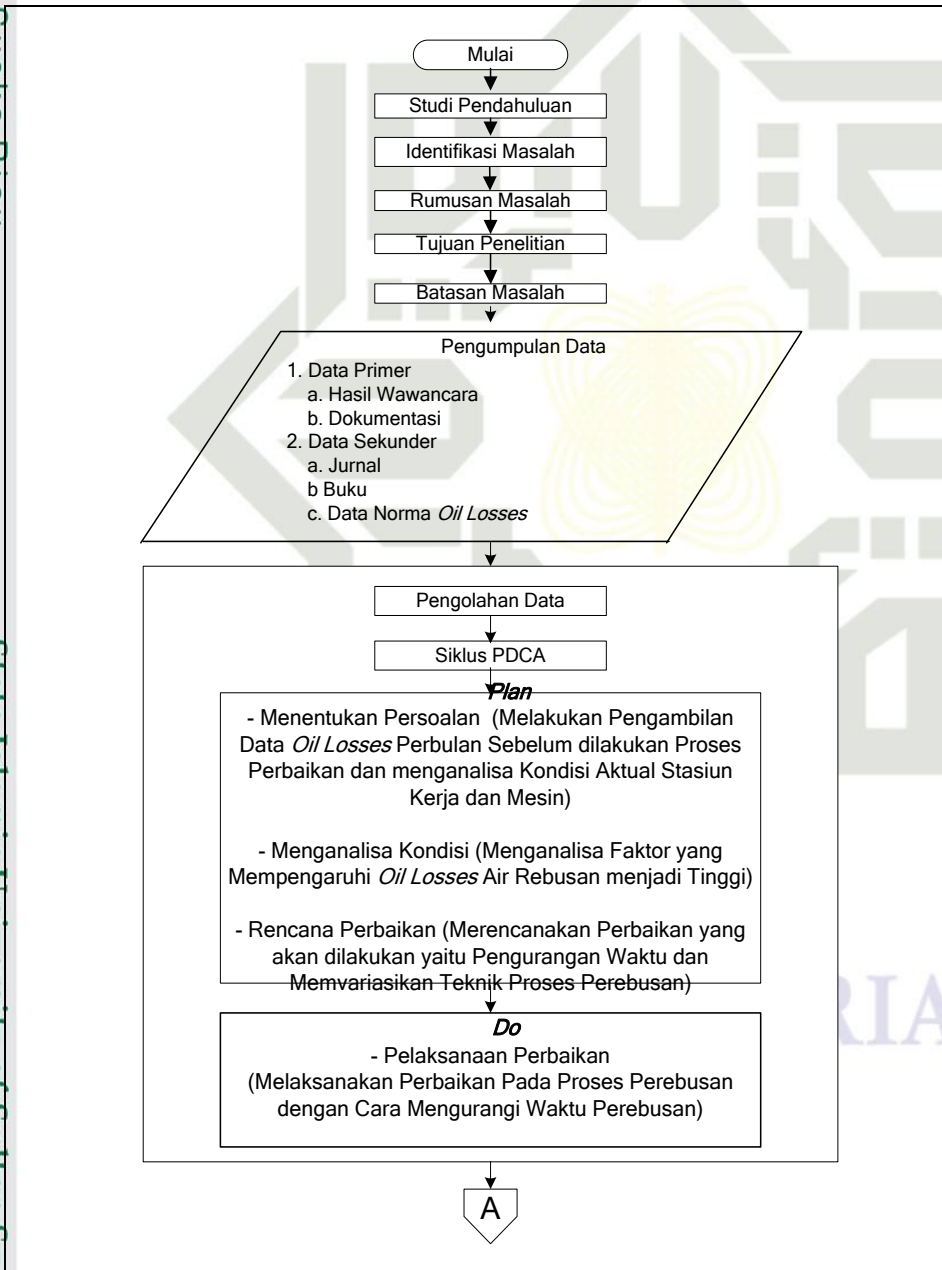 Mulai
Studi Pendahuluan
Identifikasi Masalah
Rumusan Masalah
Tujuan Penelitian
Batasan Masalah
Pengumpulan Data
1. Data Primer
a. Hasil Wawancara
b. Dokumentasi
2. Data Sekunder
a. Jurnal
b Buku
c. Data Norma Oil Losses
Pengolahan Data
Siklus PDCA
Plan
- Menentukan Persoalan (Melakukan Pengambilan
Data Oil Losses Perbulan Sebelum dilakukan Proses
Perbaikan dan menganalisa Kondisi Aktual Stasiun
Kerja dan Mesin)
- Menganalisa Kondisi (Menganalisa Faktor yang
Mempengaruhi Oil Losses Air Rebusan menjadi Tinggi)
- Rencana Perbaikan (Merencanakan Perbaikan yang
akan dilakukan yaitu Pengurangan Waktu dan
Memvariasikan Teknik Proses Perebusan)
Do
- Pelaksanaan Perbaikan
(Melaksanakan Perbaikan Pada Proses Perebusan
dengan Cara Mengurangi Waktu Perebusan)
A
RIA